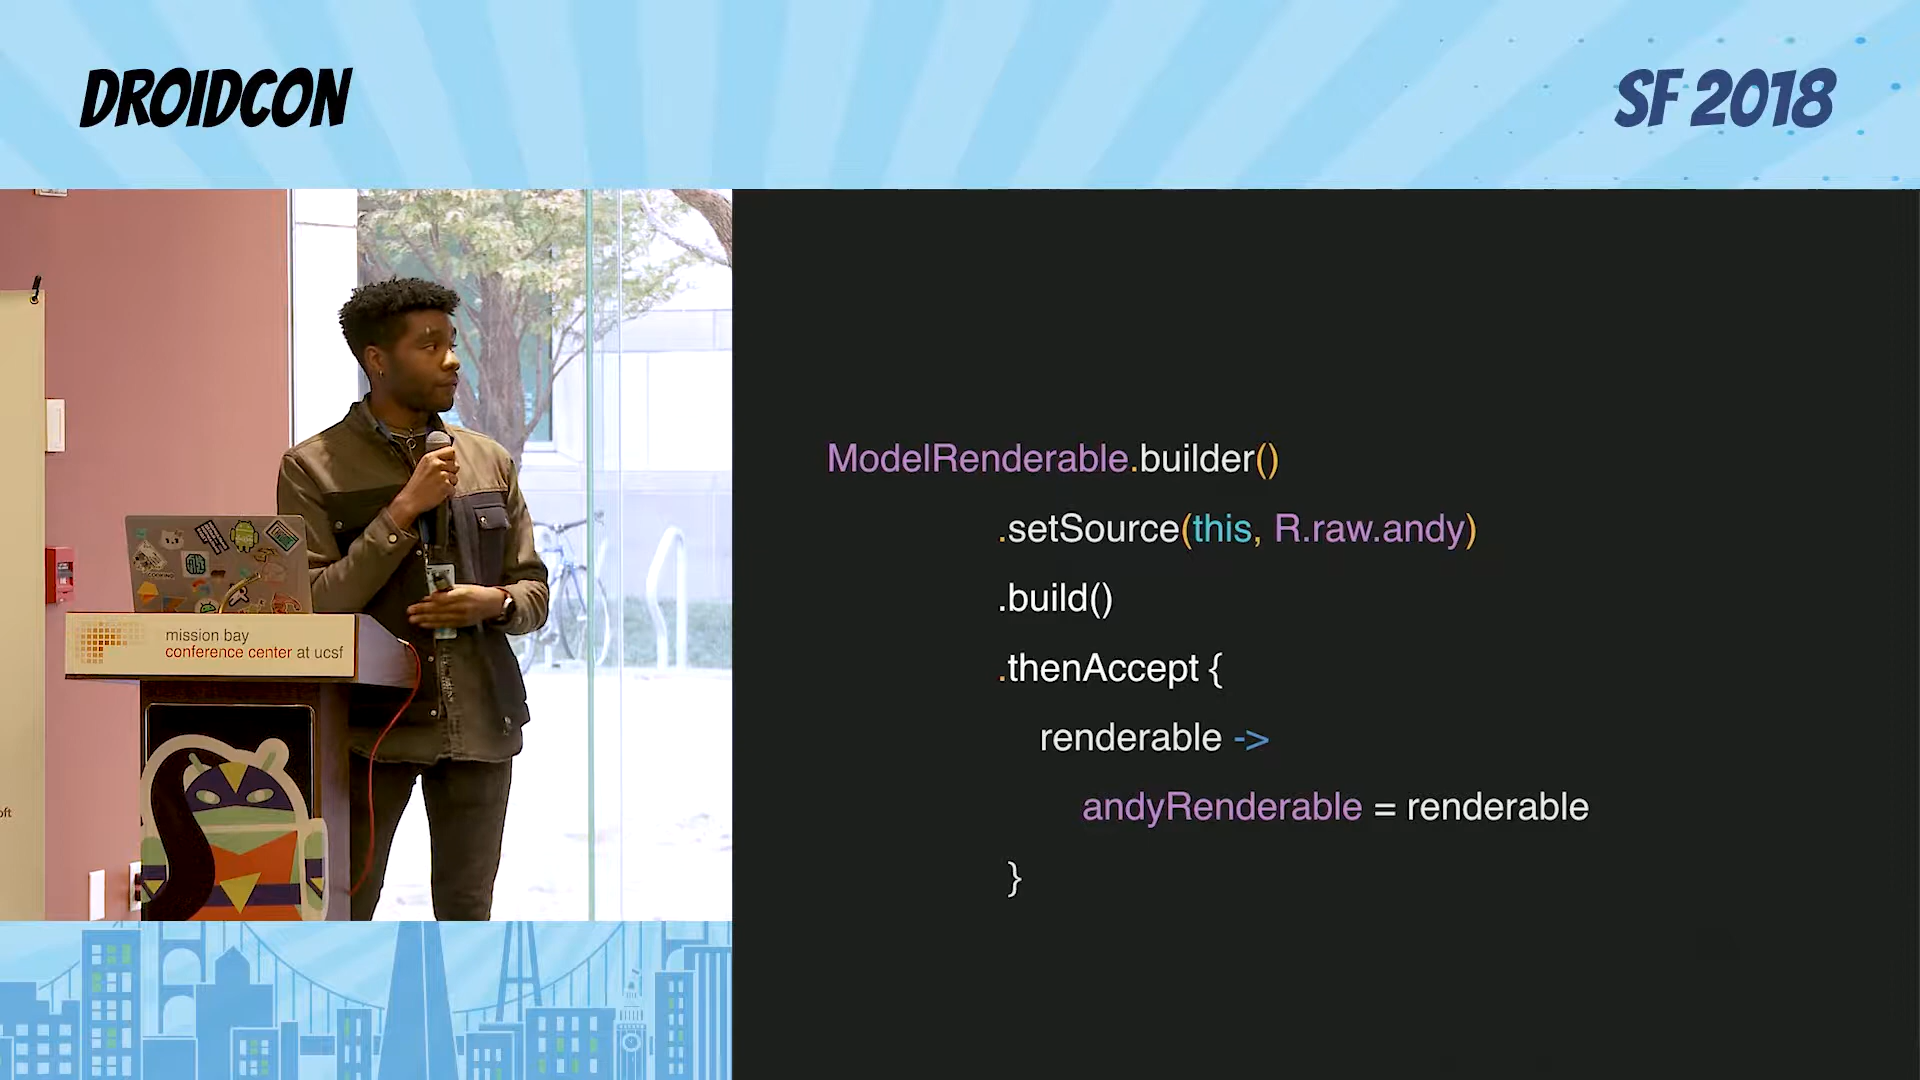 DROIDCON
SF 2018
mission bay
conference center at ucsf
oft
ModelRenderable.builder()
.setSource(this, R.raw.andy)
.build()
.thenAccept {
renderable ->
andyRenderable = renderable
}